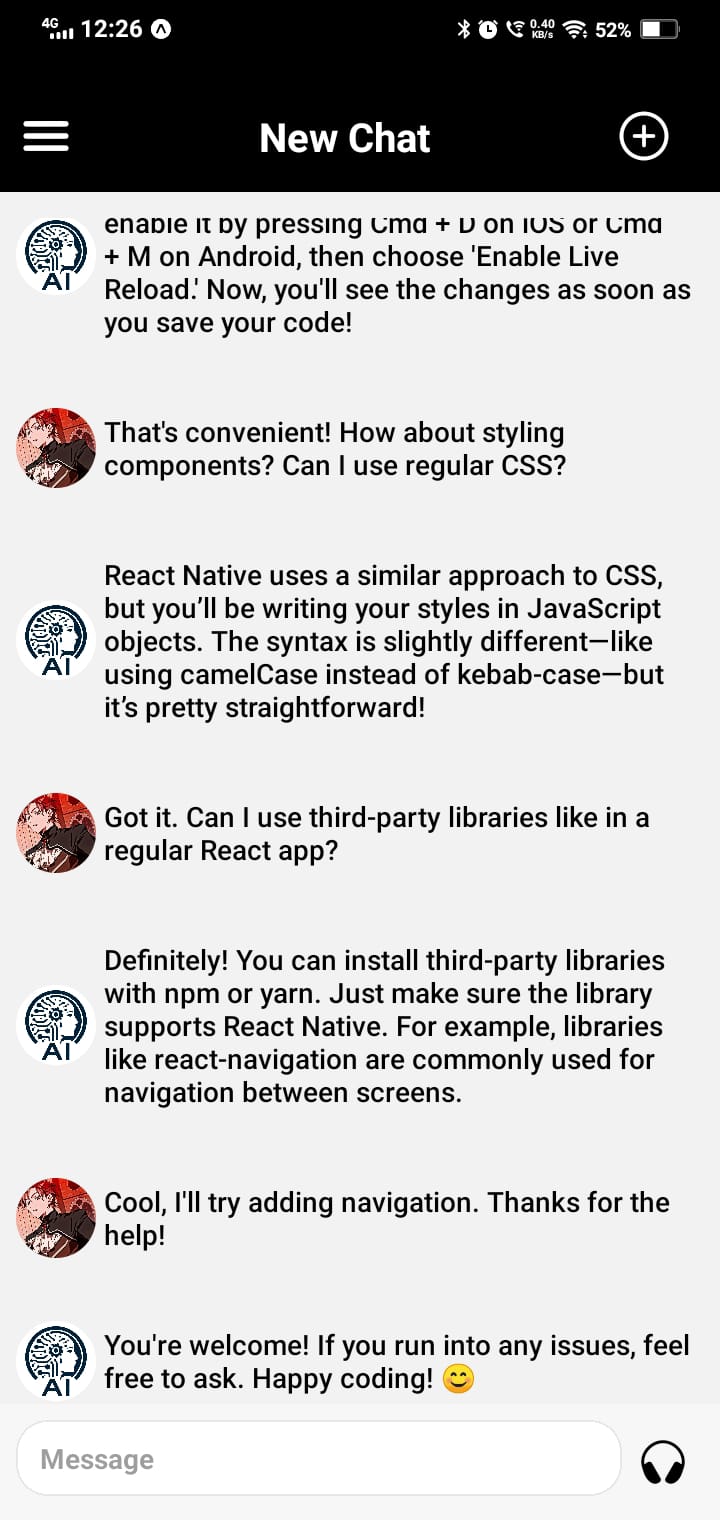 4G 12:26 0.40 KB/s 52%
New Chat
enable it by pressing Cmd + D on iOS or Cmd
+ M on Android, then choose 'Enable Live
Reload.' Now, you'll see the changes as soon as
you save your code!
AI
That's convenient! How about styling
components? Can I use regular CSS?
React Native uses a similar approach to CSS,
but you’ll be writing your styles in JavaScript
objects. The syntax is slightly different—like
using camelCase instead of kebab-case—but
it’s pretty straightforward!
AI
Got it. Can I use third-party libraries like in a
regular React app?
Definitely! You can install third-party libraries
with npm or yarn. Just make sure the library
supports React Native. For example, libraries
like react-navigation are commonly used for
navigation between screens.
AI
Cool, I'll try adding navigation. Thanks for the
help!
You're welcome! If you run into any issues, feel
free to ask. Happy coding! 😊
AI
Message